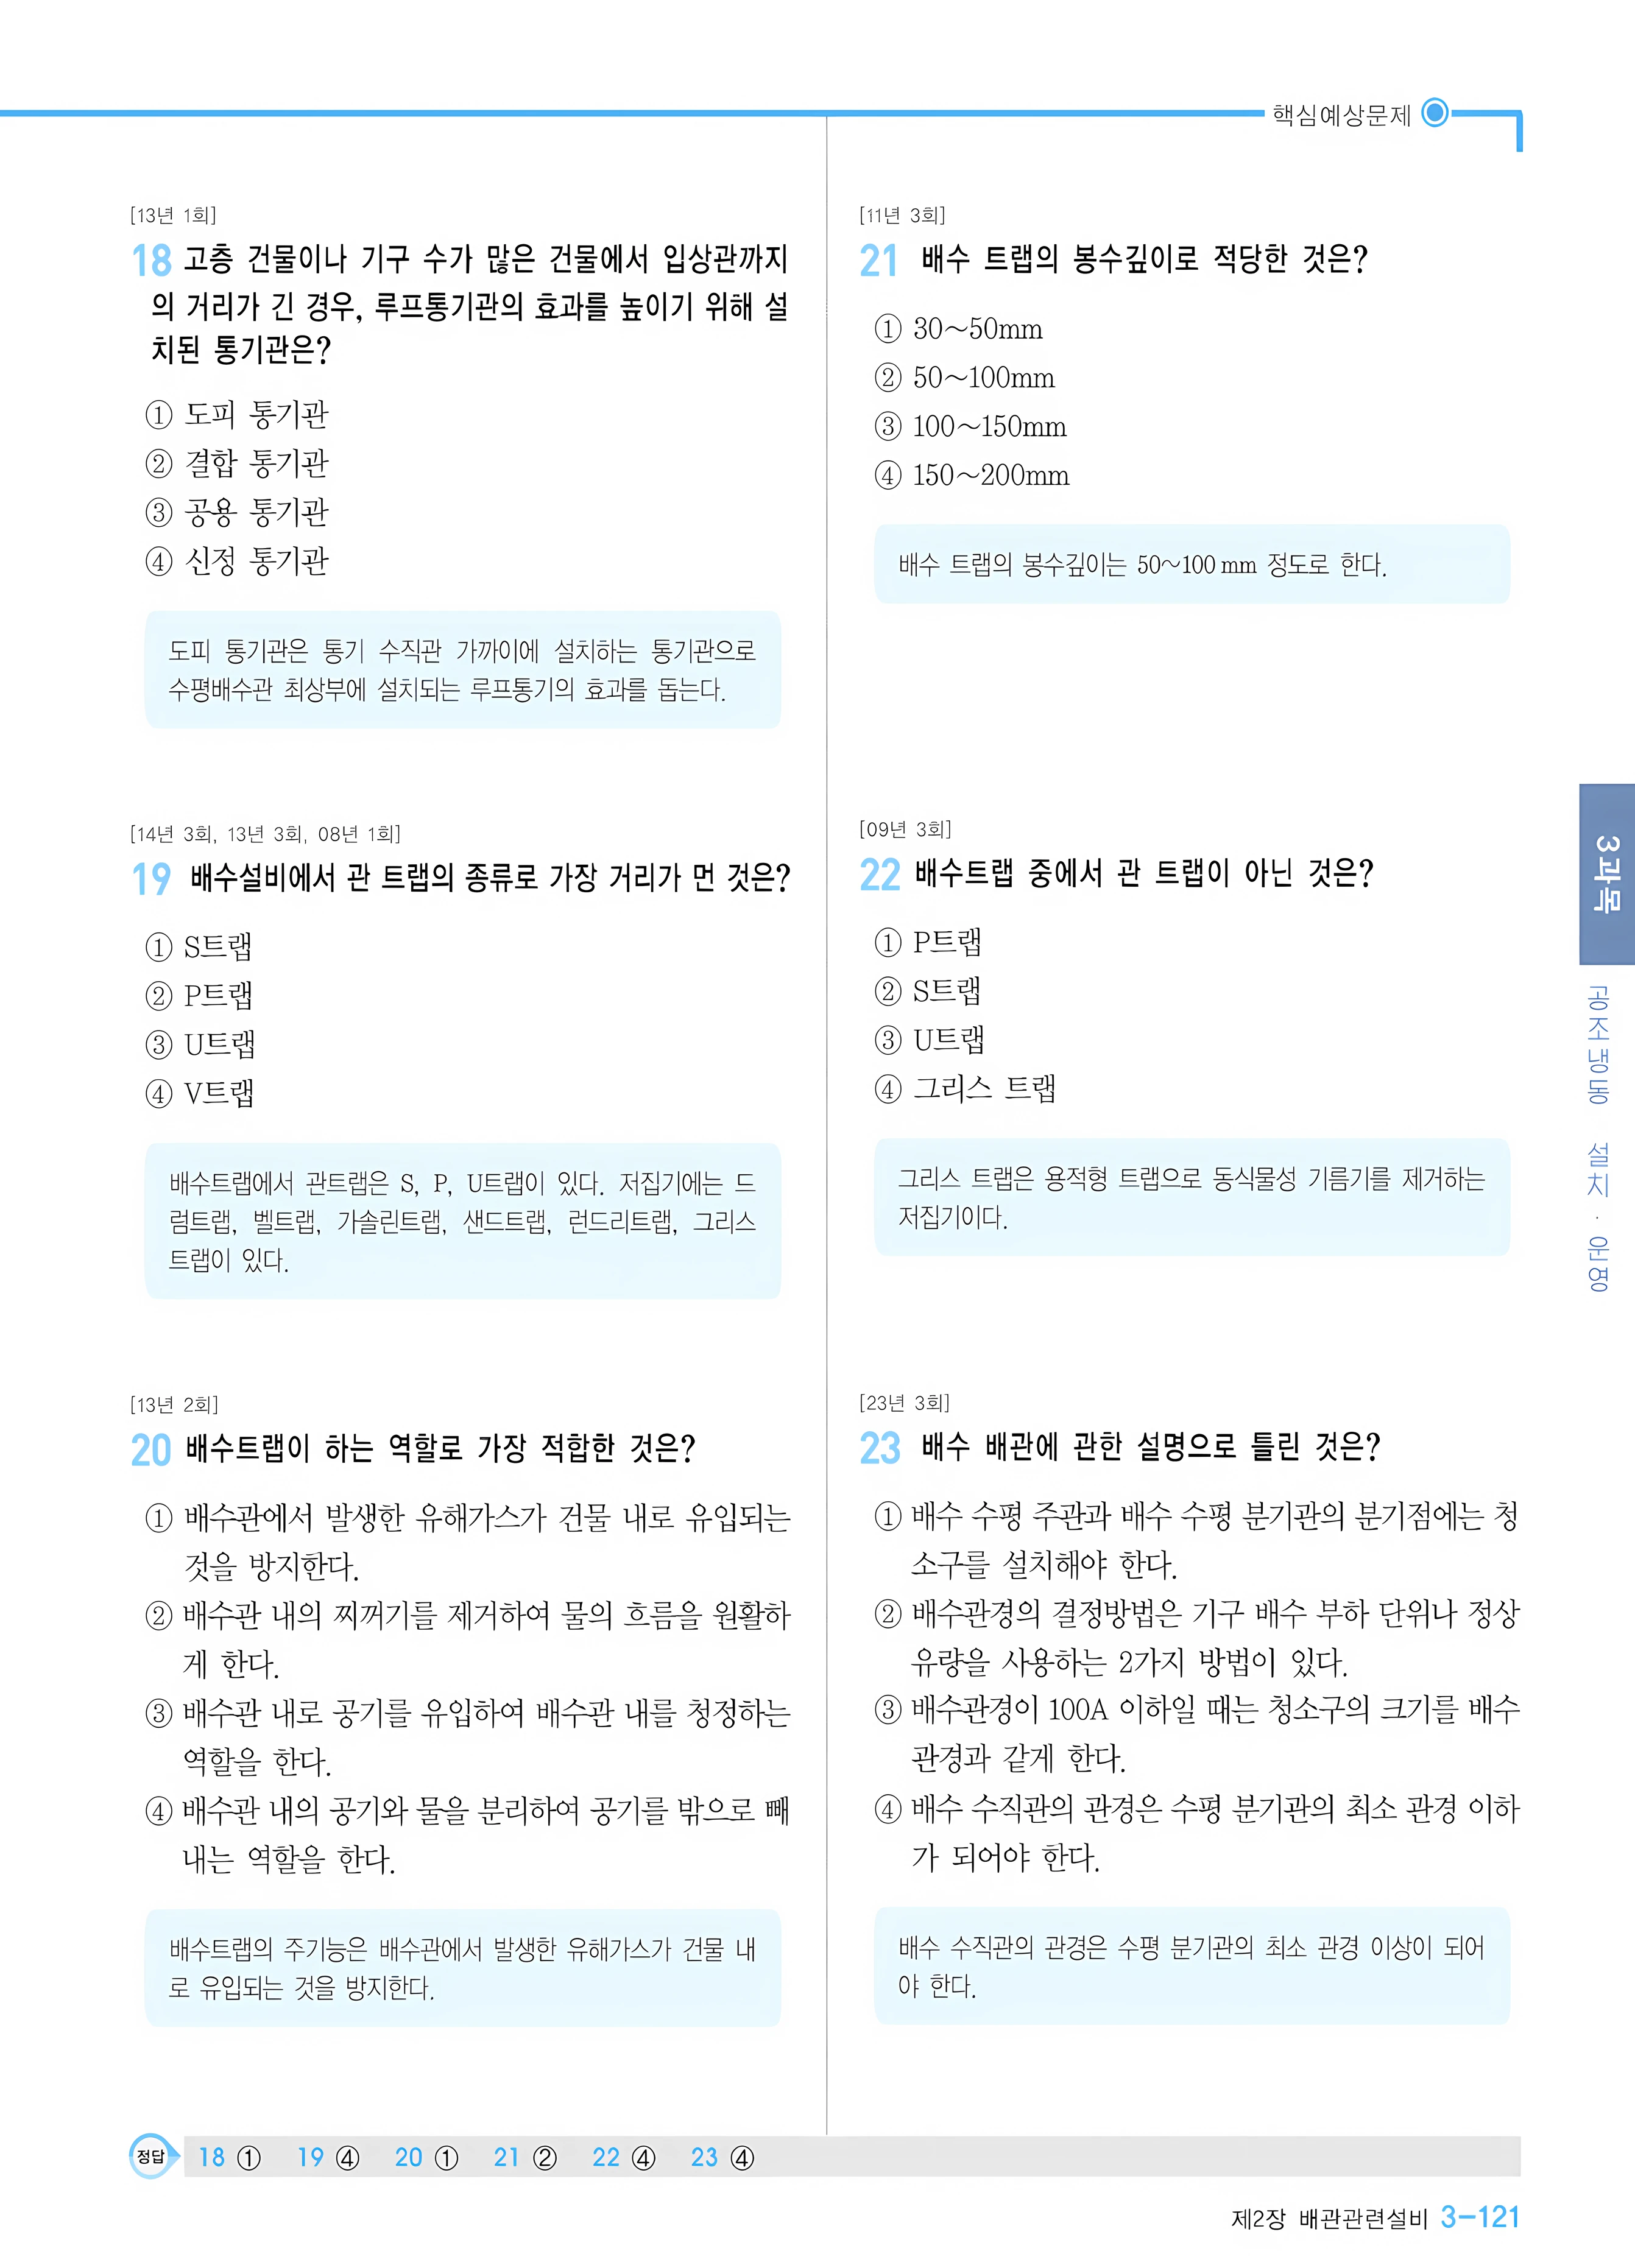 핵심예상문제
[13년 1회]
18 고층 건물이나 기구 수가 많은 건물에서 입상관까지
의 거리가 긴 경우, 루프통기관의 효과를 높이기 위해 설
치된 통기관은?
① 도피 통기관
② 결합 통기관
③ 공용 통기관
④ 신정 통기관
도피 통기관은 통기 수직관 가까이에 설치하는 통기관으로
수평배수관 최상부에 설치되는 루프통기의 효과를 돕는다.
[14년 3회, 13년 3회, 08년 1회]
19 배수설비에서 관 트랩의 종류로 가장 거리가 먼 것은?
① S트랩
② P트랩
③ U트랩
④ V트랩
배수트랩에서 관트랩은 S, P, U트랩이 있다. 저집기에는 드
럼트랩, 벨트랩, 가솔린트랩, 샌드트랩, 런드리트랩, 그리스
트랩이 있다.
[13년 2회]
20 배수트랩이 하는 역할로 가장 적합한 것은?
① 배수관에서 발생한 유해가스가 건물 내로 유입되는
것을 방지한다.
② 배수관 내의 찌꺼기를 제거하여 물의 흐름을 원활하
게 한다.
③ 배수관 내로 공기를 유입하여 배수관 내를 청정하는
역할을 한다.
④ 배수관 내의 공기와 물을 분리하여 공기를 밖으로 빼
내는 역할을 한다.
배수트랩의 주기능은 배수관에서 발생한 유해가스가 건물 내
로 유입되는 것을 방지한다.
[11년 3회]
21 배수 트랩의 봉수깊이로 적당한 것은?
① 30~50mm
② 50~100mm
③ 100~150mm
④ 150~200mm
배수 트랩의 봉수깊이는 50~100mm 정도로 한다.
[09년 3회]
22 배수트랩 중에서 관 트랩이 아닌 것은?
① P트랩
② S트랩
③ U트랩
④ 그리스 트랩
그리스 트랩은 용적형 트랩으로 동식물성 기름기를 제거하는
저집기이다.
[23년 3회]
23 배수 배관에 관한 설명으로 틀린 것은?
① 배수 수평 주관과 배수 수평 분기관의 분기점에는 청
소구를 설치해야 한다.
② 배수관경의 결정방법은 기구 배수 부하 단위나 정상
유량을 사용하는 2가지 방법이 있다.
③ 배수관경이 100A 이하일 때는 청소구의 크기를 배수
관경과 같게 한다.
④ 배수 수직관의 관경은 수평 분기관의 최소 관경 이하
가 되어야 한다.
배수 수직관의 관경은 수평 분기관의 최소 관경 이상이 되어
야 한다.
3과목
공조냉동 설치·운영
정답 18 ① 19 ④ 20 ① 21 ② 22 ④ 23 ④
제2장 배관관련설비 3-121